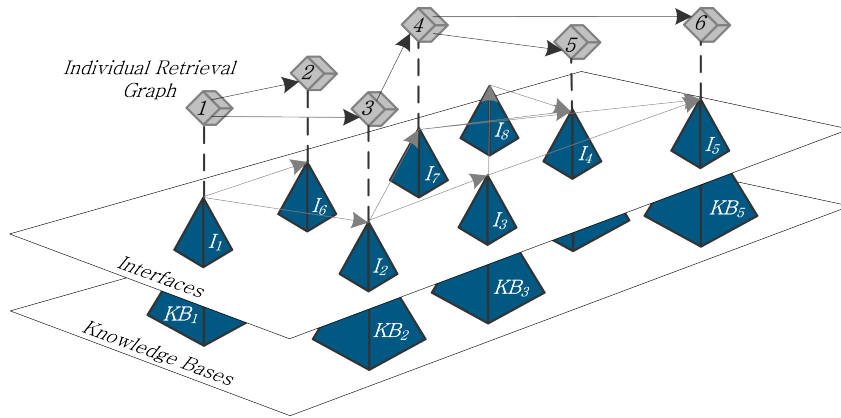 4
6
5
Individual Retrieval
Graph
2
1
3
I8
I7
I4
I5
I6
I1
I3
I2
KB5
Interfaces
KB3
KB1
KB2
Knowledge Bases